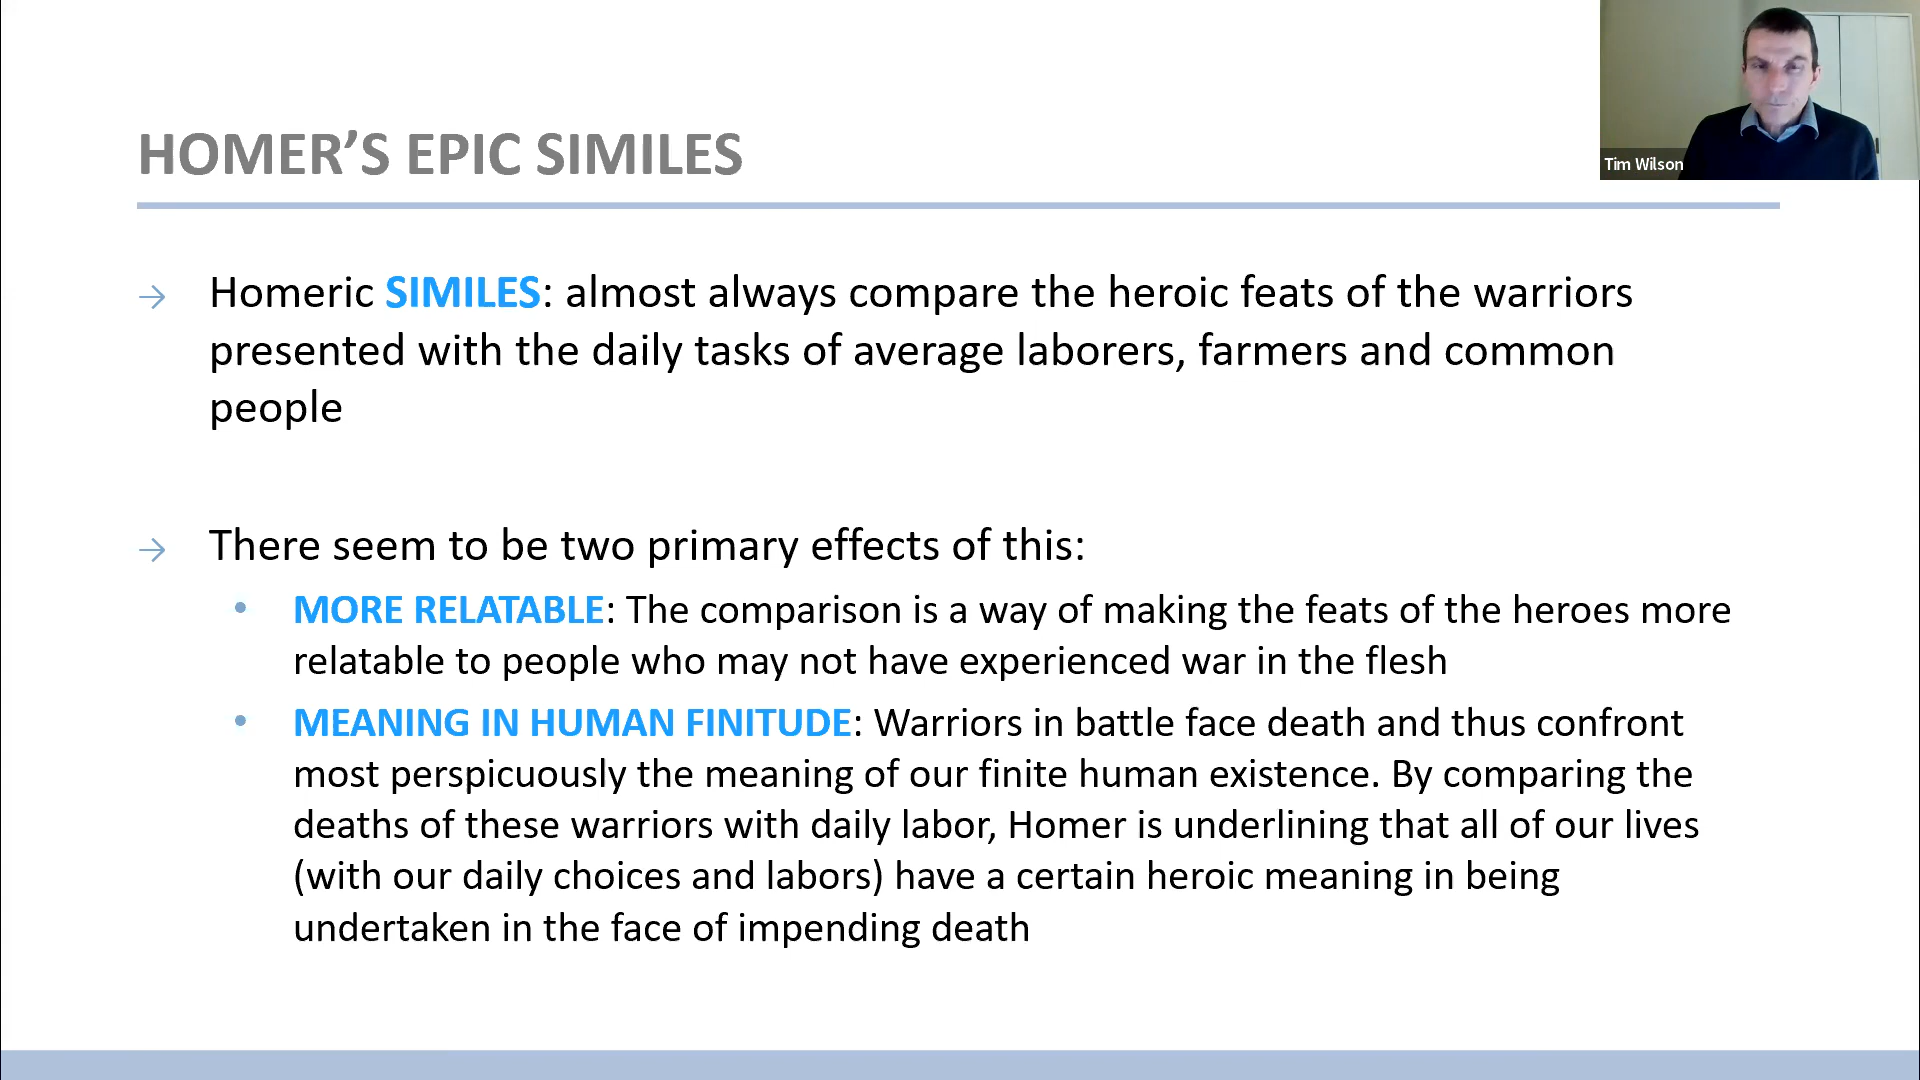 HOMER’S EPIC SIMILES
Tim Wilson
→ Homeric SIMILES: almost always compare the heroic feats of the warriors
presented with the daily tasks of average laborers, farmers and common
people
→ There seem to be two primary effects of this:
• MORE RELATABLE: The comparison is a way of making the feats of the heroes more
relatable to people who may not have experienced war in the flesh
• MEANING IN HUMAN FINITUDE: Warriors in battle face death and thus confront
most perspicuously the meaning of our finite human existence. By comparing the
deaths of these warriors with daily labor, Homer is underlining that all of our lives
(with our daily choices and labors) have a certain heroic meaning in being
undertaken in the face of impending death